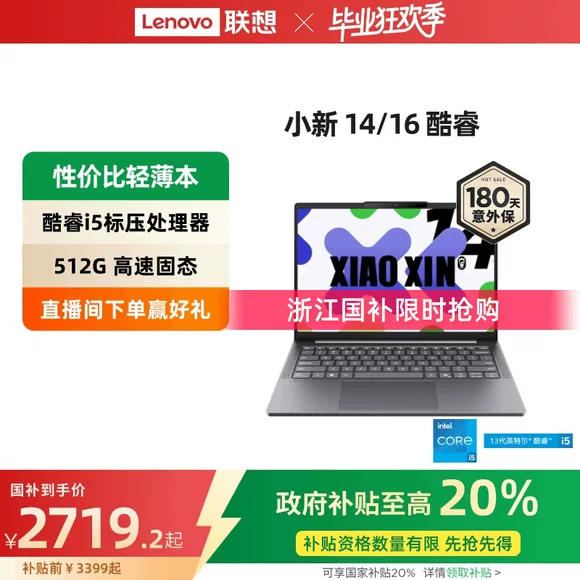 Lenovo 联想 × 毕业狂欢季
小新 14/16 酷睿
性价比轻薄本
酷睿i5标压处理器
512G 高速固态
直播间下单赢好礼
HOT SALE
180天
意外保
14
XIAO XIN
浙江国补限时抢购
intel
CORE
i5
13代英特尔® 酷睿™ i5
国补到手价
¥2719.2起
补贴前 ¥3399起
政府补贴至高 20%
补贴资格数量有限 先抢先得
可享国家补贴20% 详情领取补贴 >